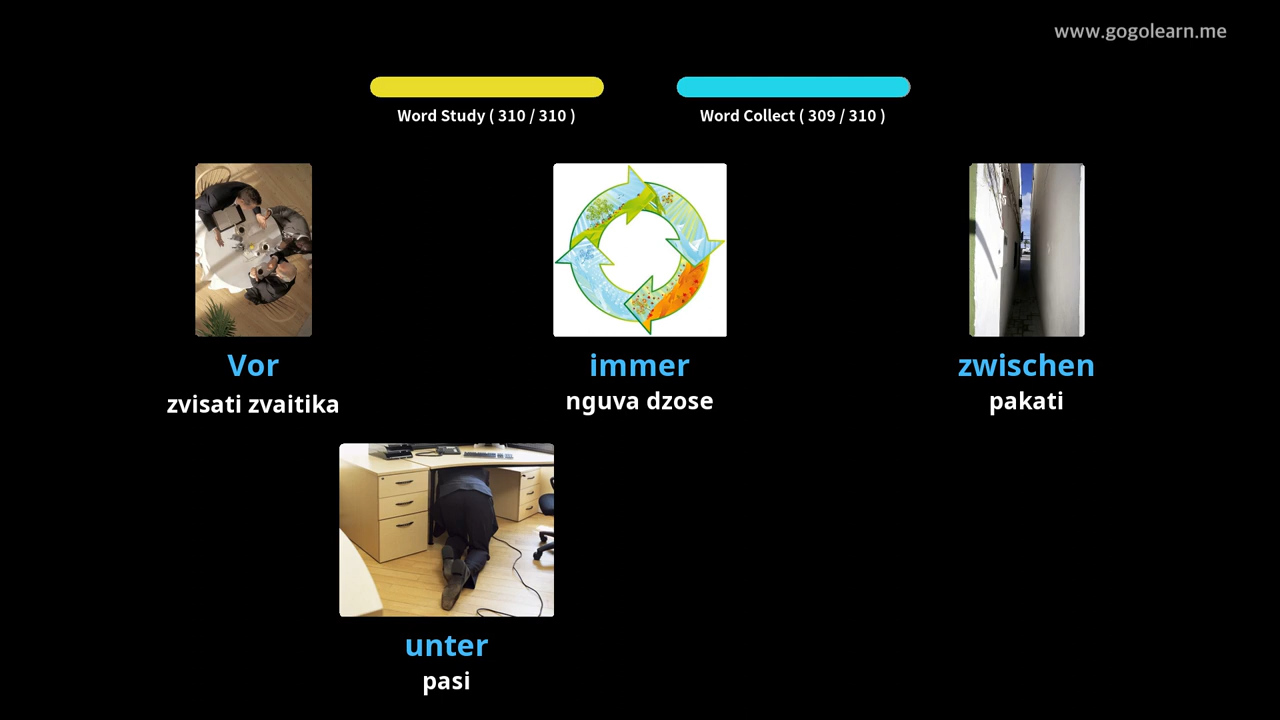 www.gogolearn.me
Word Study ( 310 / 310 )
Word Collect ( 309 / 310 )
Vor
zvisati zvaitika
immer
nguva dzose
zwischen
pakati
unter
pasi